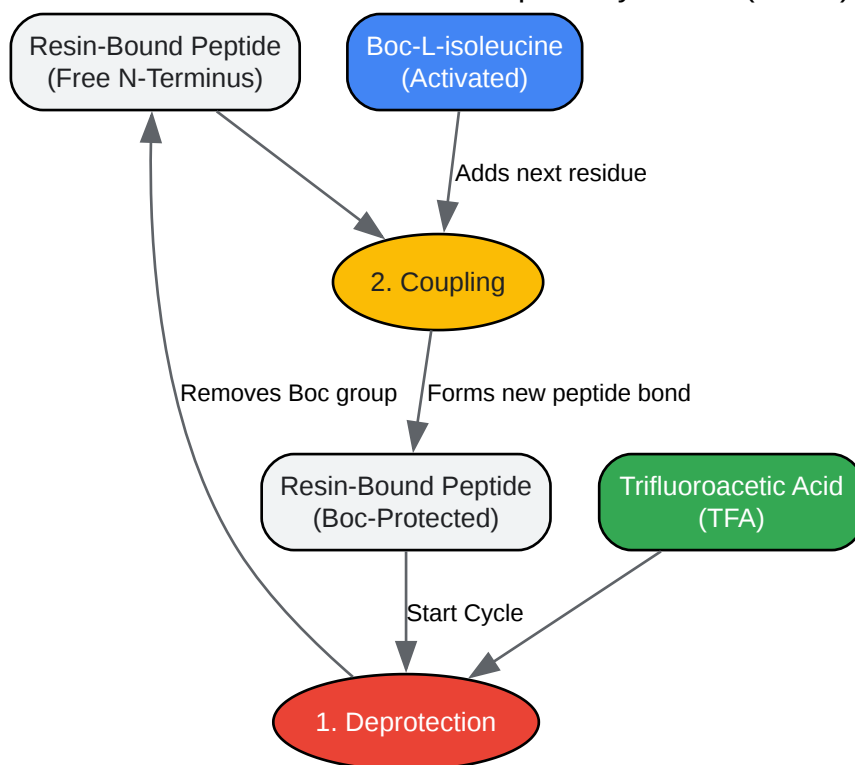 Resin-Bound Peptide
(Free N-Terminus)
Boc-L-isoleucine
(Activated)
Adds next residue
2. Coupling
Removes Boc group
Forms new peptide bond
Resin-Bound Peptide
(Boc-Protected)
Trifluoroacetic Acid
(TFA)
Start Cycle
1. Deprotection